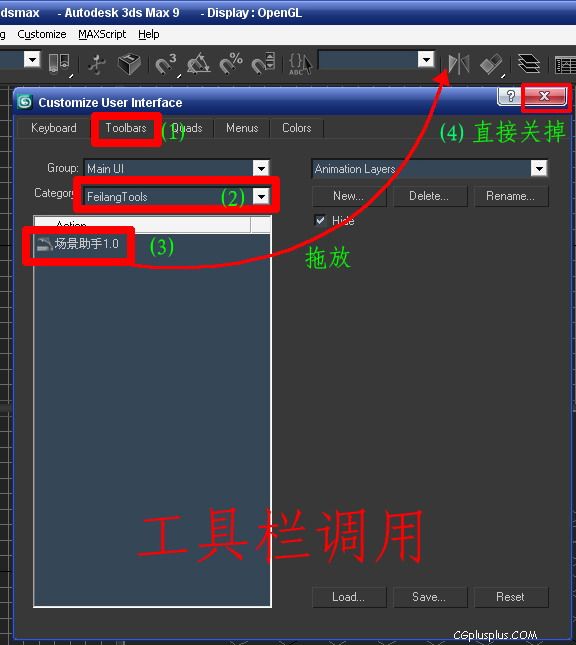 dsmax - Autodesk 3ds Max 9 - Display : OpenGL
g Customize MAXScript Help
3 % ABC
Customize User Interface
?
Keyboard Toolbars (1) Quads Menus Colors
(4) 直接关掉
Group: Main UI Animation Layers
Category FeilangTools (2) New... Delete... Rename...
Action Hide
场景助手1.0 (3)
拖放
工具栏调用
Load... Save... Reset
CGplusplus.COM